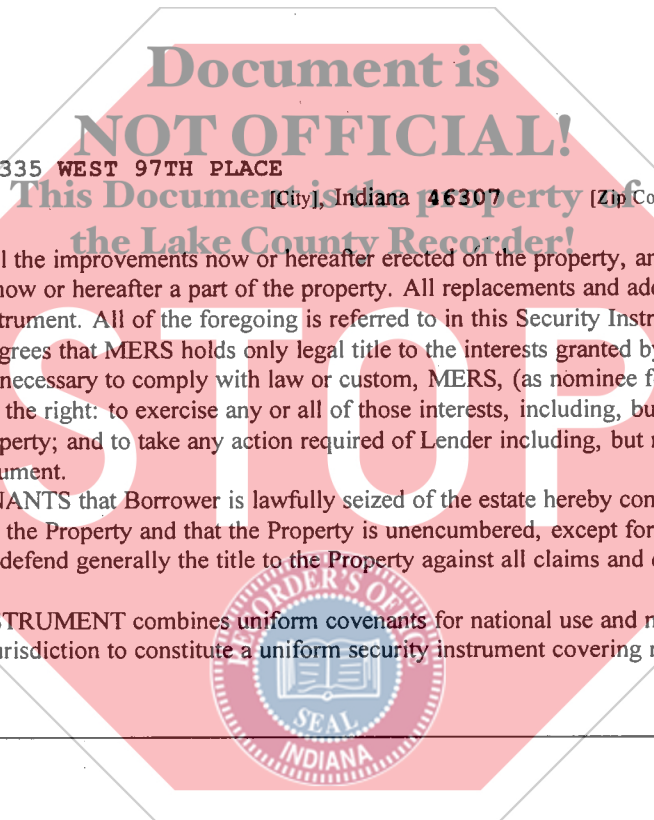 Document is
NOT OFFICIAL!
335 WEST 97TH PLACE
This Document is the property of
[City], Indiana 46307 [Zip Co
the Lake County Recorder!
l the improvements now or hereafter erected on the property, an
now or hereafter a part of the property. All replacements and add
trument. All of the foregoing is referred to in this Security Instr
grees that MERS holds only legal title to the interests granted by
necessary to comply with law or custom, MERS, (as nominee f
the right: to exercise any or all of those interests, including, bu
perty; and to take any action required of Lender including, but n
ument.
NANTS that Borrower is lawfully seized of the estate hereby con
the Property and that the Property is unencumbered, except for
defend generally the title to the Property against all claims and
STRUMENT combines uniform covenants for national use and n
urisdiction to constitute a uniform security instrument covering r
STOP
RECORDER'S OFFICE
SEAL
INDIANA